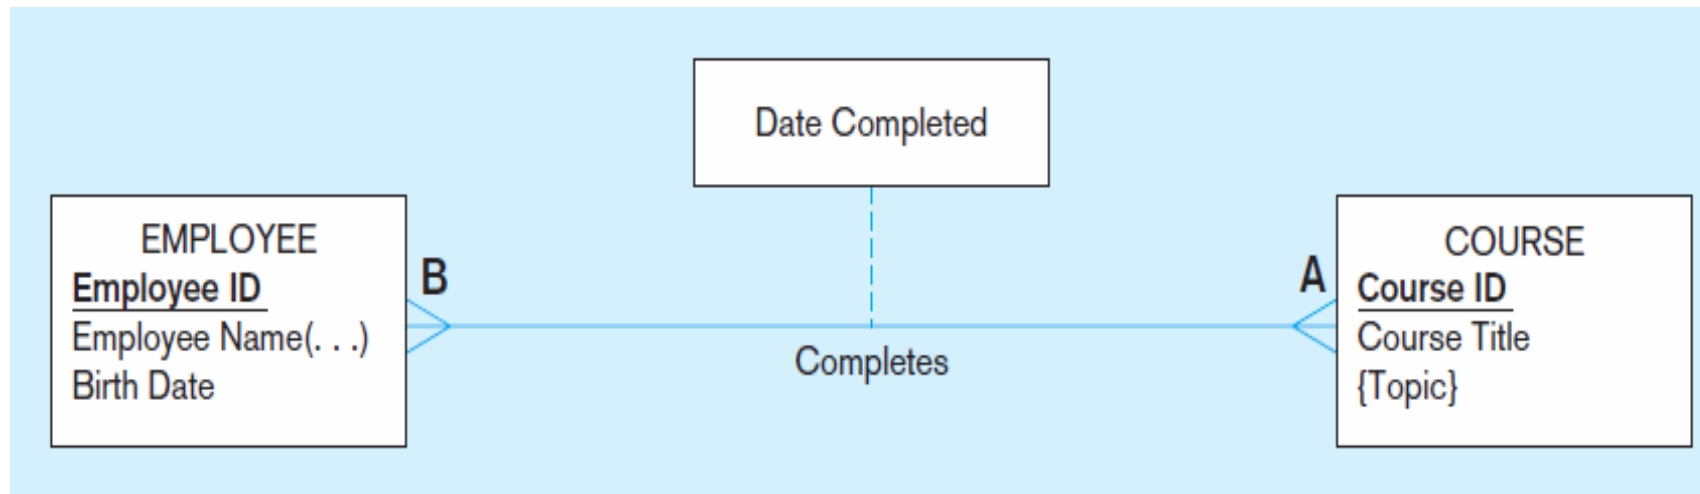 Date Completed
EMPLOYEE
Employee ID
Employee Name(. . .)
Birth Date
B
Completes
A
COURSE
Course ID
Course Title
{Topic}